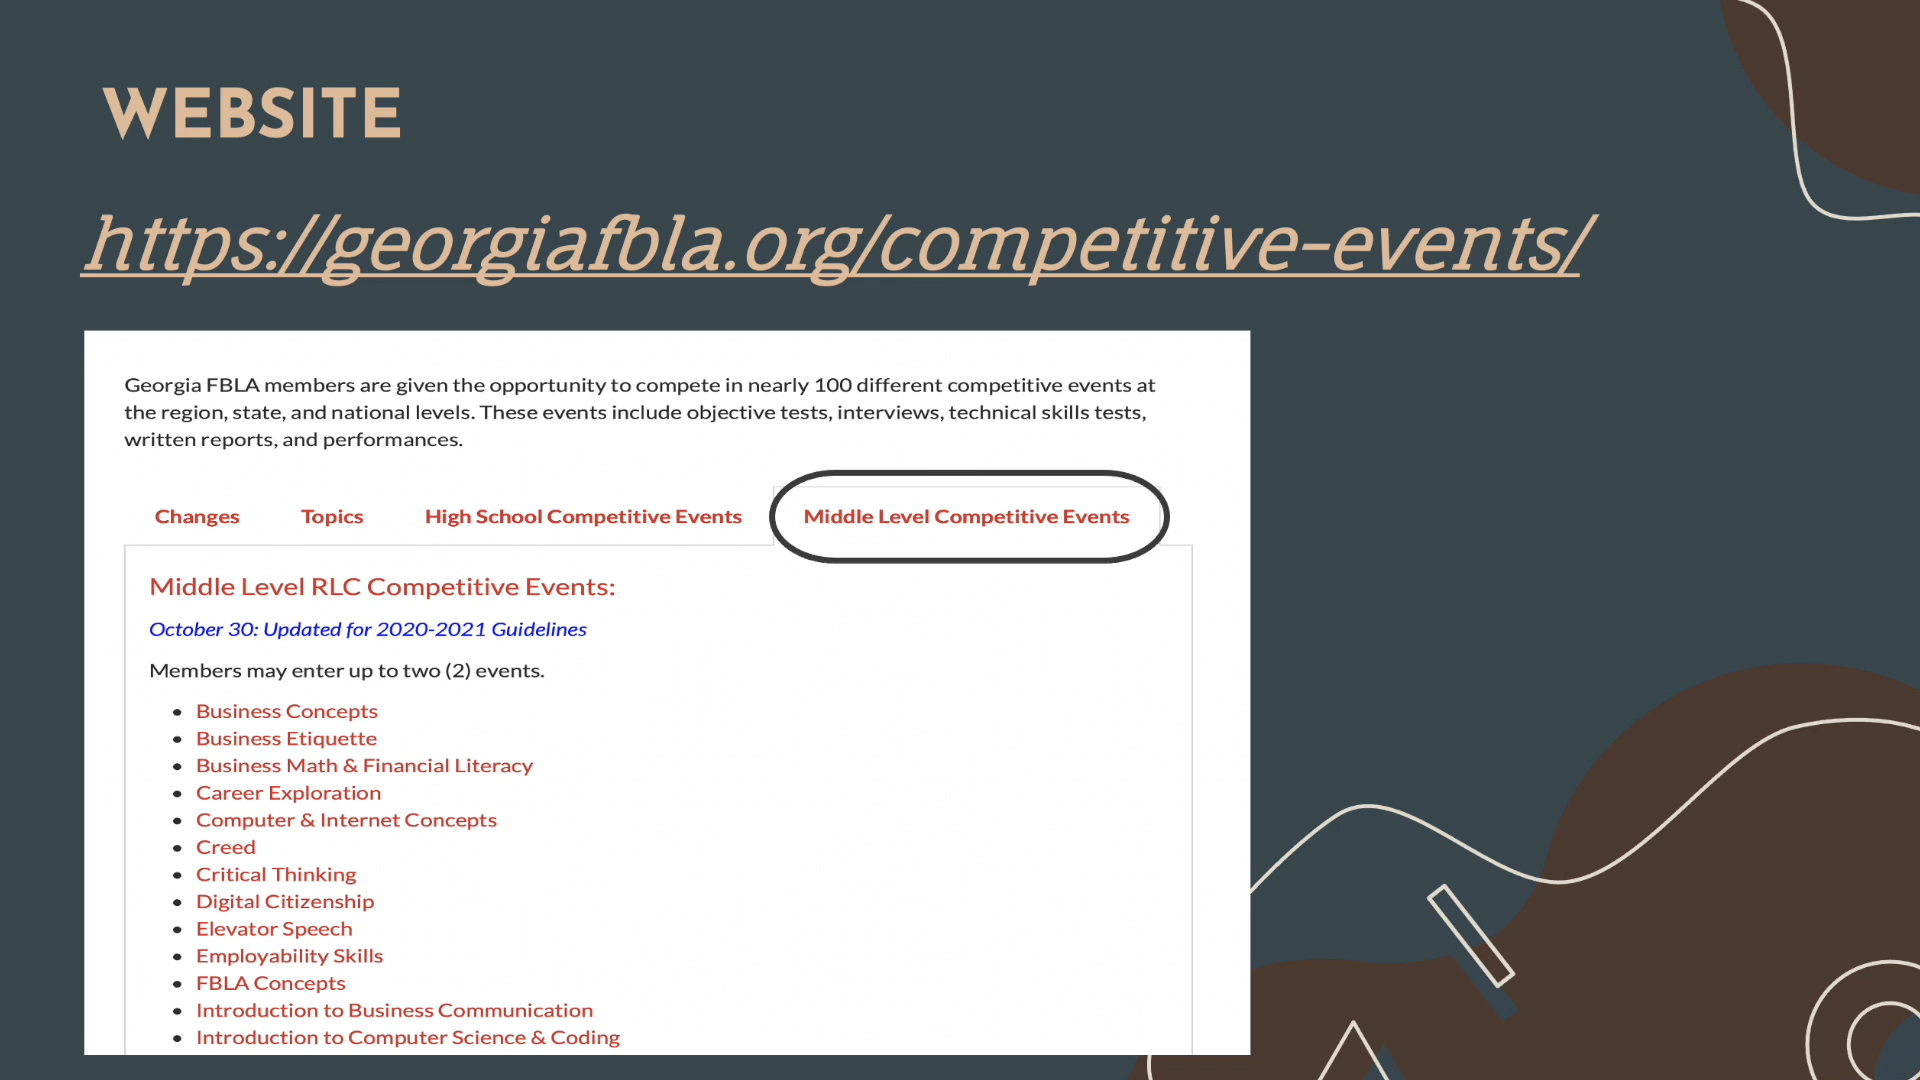 WEBSITE
https://georgiafbla.org/competitive-events/
Georgia FBLA members are given the opportunity to compete in nearly 100 different competitive events at
the region, state, and national levels. These events include objective tests, interviews, technical skills tests,
written reports, and performances.
Changes Topics High School Competitive Events Middle Level Competitive Events
Middle Level RLC Competitive Events:
October 30: Updated for 2020-2021 Guidelines
Members may enter up to two (2) events.
• Business Concepts
• Business Etiquette
• Business Math & Financial Literacy
• Career Exploration
• Computer & Internet Concepts
• Creed
• Critical Thinking
• Digital Citizenship
• Elevator Speech
• Employability Skills
• FBLA Concepts
• Introduction to Business Communication
• Introduction to Computer Science & Coding